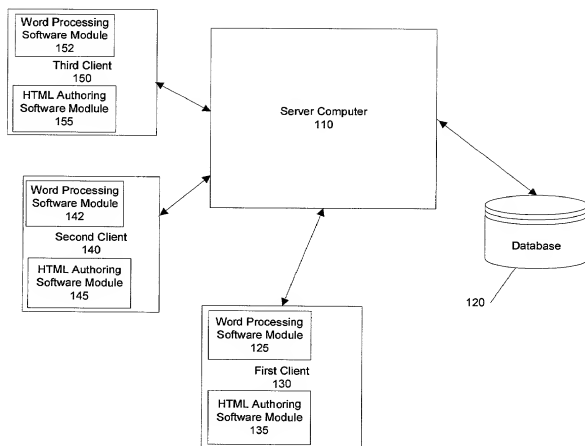 Word Processing
Software Module
152
Third Client
150
HTML Authoring
Software Modlule
155
Server Computer
110
Word Processing
Software Module
142
Second Client
140
HTML Authoring
Software Module
145
Database
120
Word Processing
Software Module
125
First Client
130
HTML Authoring
Software Module
135